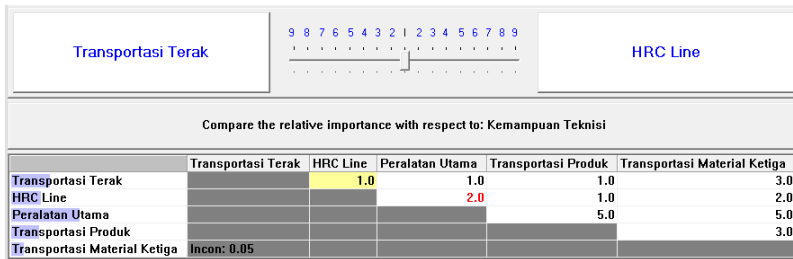 Transportasi Terak
9 8 7 6 5 4 3 2 | 2 3 4 5 6 7 8 9
HRC Line
Compare the relative importance with respect to: Kemampuan Teknisi
Transportasi Terak HRC Line Peralatan Utama Transportasi Produk Transportasi Material Ketiga
Transportasi Terak 1.0 1.0 1.0 3.0
HRC Line 2.0 1.0 2.0
Peralatan Utama 5.0 5.0
Transportasi Produk 3.0
Transportasi Material Ketiga Incon: 0.05